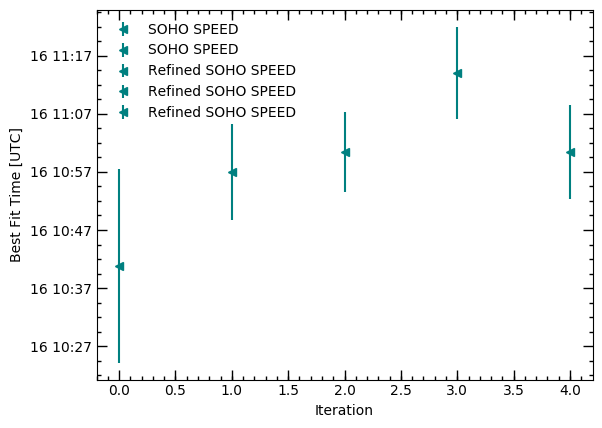 SOHO SPEED
SOHO SPEED
Refined SOHO SPEED
Refined SOHO SPEED
Refined SOHO SPEED
16 11:17
16 11:07
16 10:57
16 10:47
16 10:37
16 10:27
Best Fit Time [UTC]
0.0 0.5 1.0 1.5 2.0 2.5 3.0 3.5 4.0
Iteration